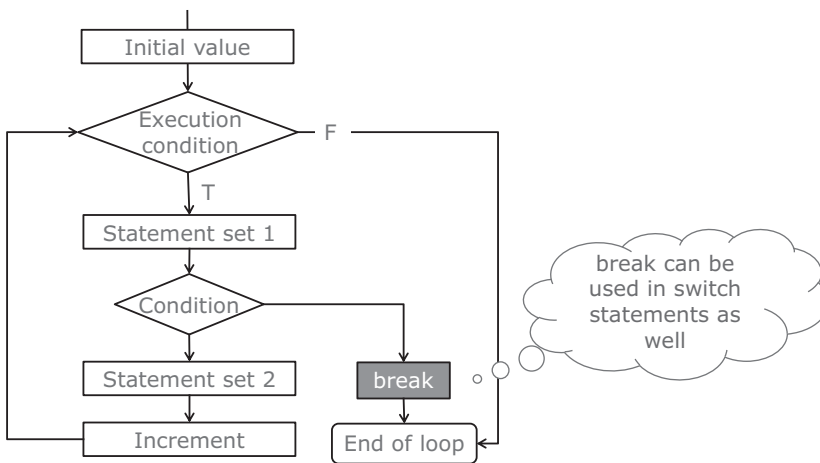 Initial value
Execution
condition
F
T
Statement set 1
Condition
Statement set 2
Increment
break
End of loop
break can be
used in switch
statements as
well